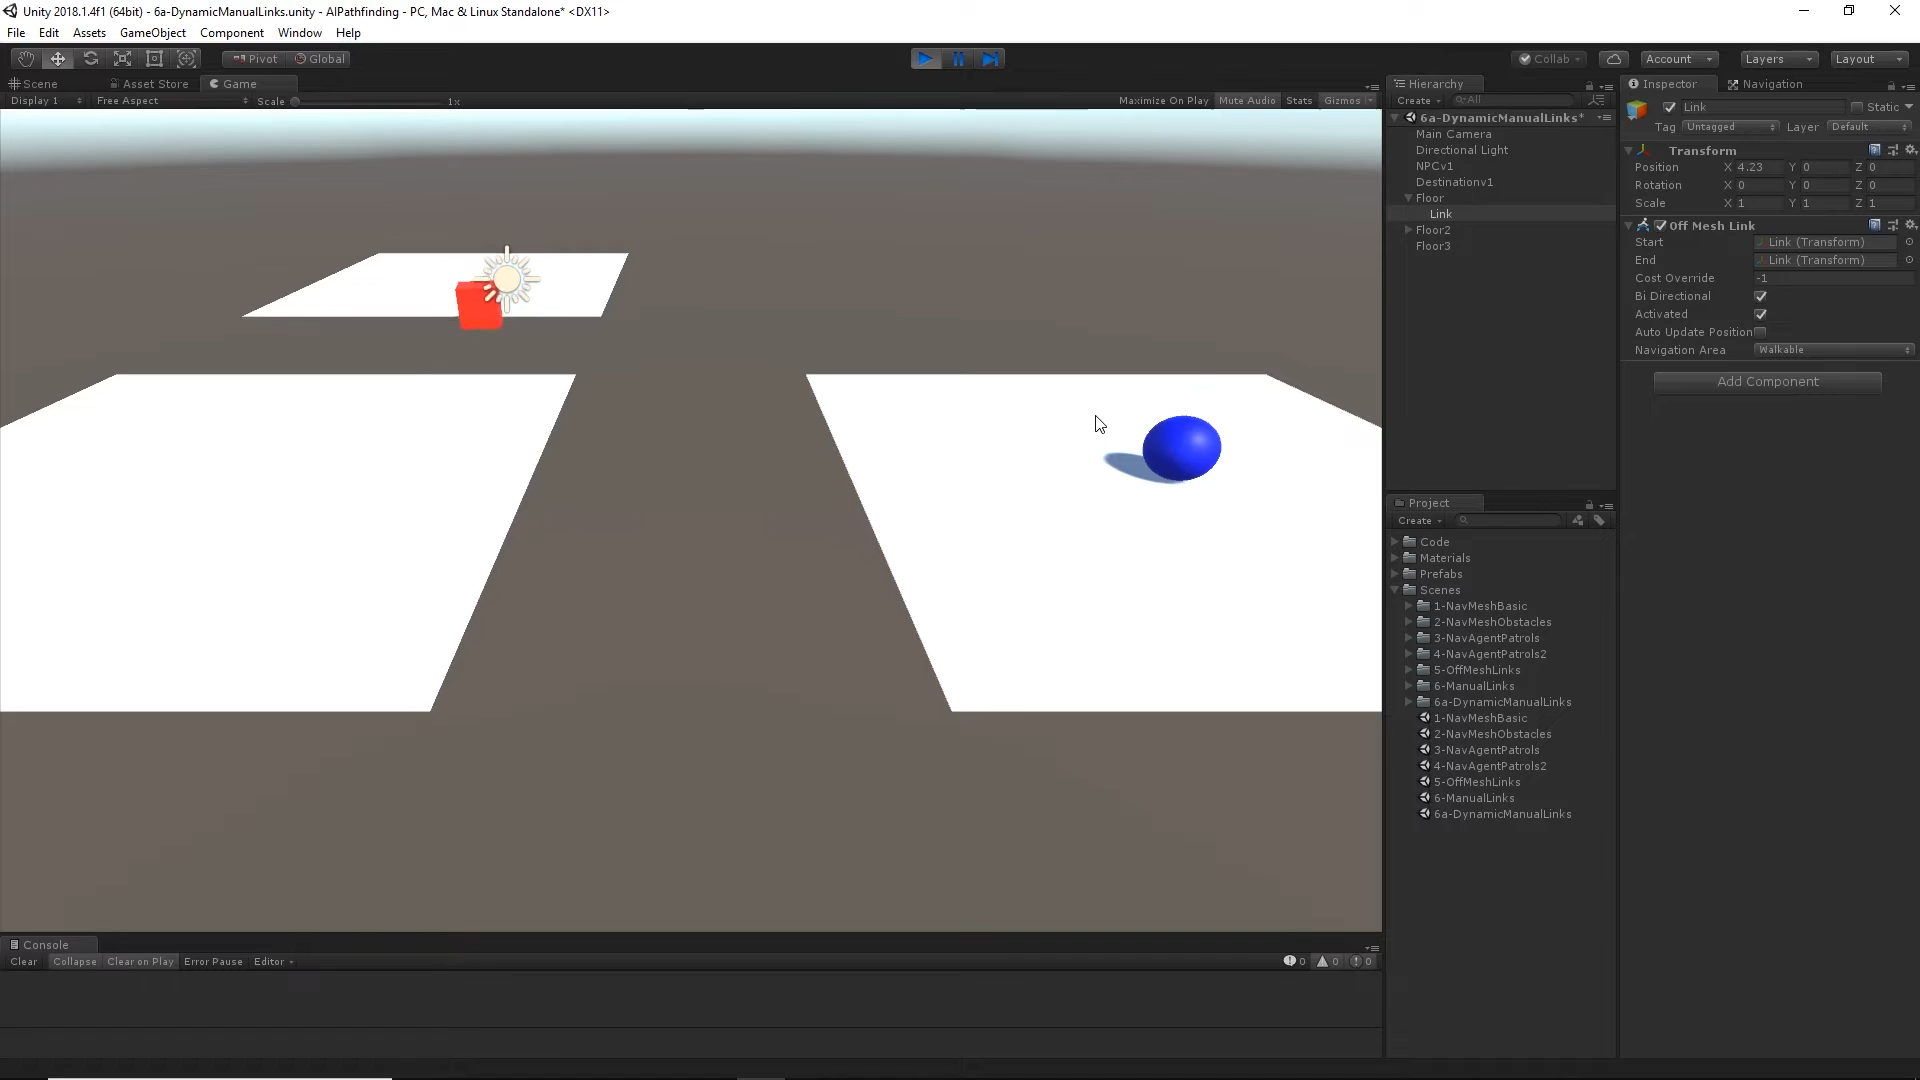 Unity 2018.1.4f1 (64bit) - 6a-DynamicManualLinks.unity - AIPathfinding - PC, Mac & Linux Standalone* <DX11>
File Edit Assets GameObject Component Window Help
Pivot Global Collab Account Layers Layout
Scene Asset Store Game
Display 1 Free Aspect Scale 1x Maximize On Play Mute Audio Stats Gizmos
Hierarchy
Create All
6a-DynamicManualLinks*
Main Camera
Directional Light
NPCv1
Destinationv1
Floor
Link
Floor2
Floor3
Inspector Navigation
Link Static
Tag Untagged Layer Default
Transform
Position X 4.23 Y 0 Z 0
Rotation X 0 Y 0 Z 0
Scale X 1 Y 1 Z 1
Off Mesh Link
Start Link (Transform)
End Link (Transform)
Cost Override -1
Bi Directional
Activated
Auto Update Position
Navigation Area Walkable
Add Component
Project
Create
Code
Materials
Prefabs
Scenes
1-NavMeshBasic
2-NavMeshObstacles
3-NavAgentPatrols
4-NavAgentPatrols2
5-OffMeshLinks
6-ManualLinks
6a-DynamicManualLinks
1-NavMeshBasic
2-NavMeshObstacles
3-NavAgentPatrols
4-NavAgentPatrols2
5-OffMeshLinks
6-ManualLinks
6a-DynamicManualLinks
Console
Clear Collapse Clear on Play Error Pause Editor 0 0 0